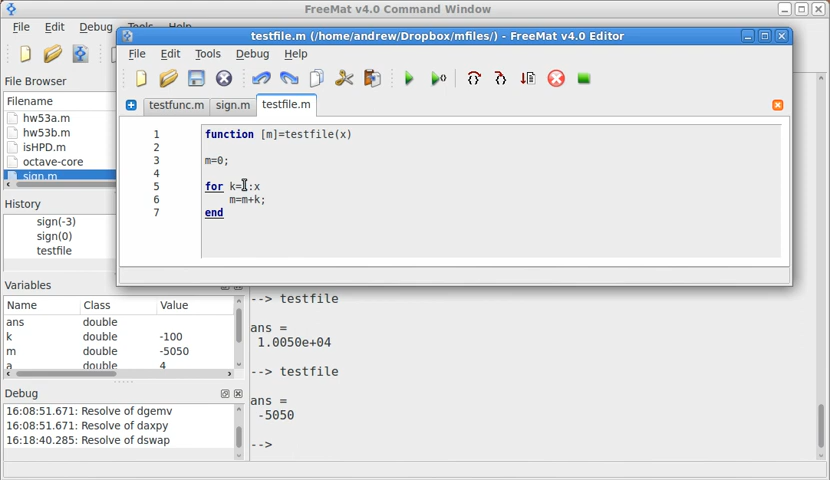 FreeMat v4.0 Command Window
File Edit Debug Tools Help
File Browser
Filename
hw53a.m
hw53b.m
isHPD.m
octave-core
sign.m
History
sign(-3)
sign(0)
testfile
Variables
Name Class Value
ans double
k double -100
m double -5050
a double 4
Debug
16:08:51.671: Resolve of dgemv
16:08:51.671: Resolve of daxpy
16:18:40.285: Resolve of dswap
testfile.m (/home/andrew/Dropbox/mfiles/) - FreeMat v4.0 Editor
File Edit Tools Debug Help
testfunc.m sign.m testfile.m
1 function [m]=testfile(x)
2
3 m=0;
4
5 for k= :x
6 m=m+k;
7 end
--> testfile
ans =
1.0050e+04
--> testfile
ans =
-5050
-->